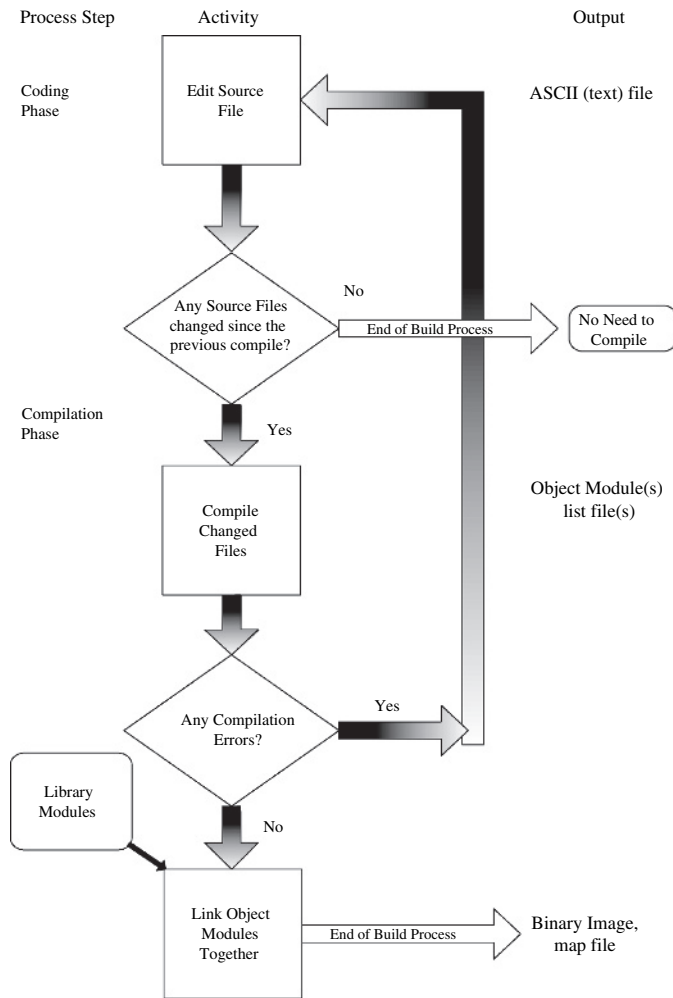 Process Step
Activity
Output
Coding
Phase
Edit Source
File
ASCII (text) file
Any Source Files
changed since the
previous compile?
No
End of Build Process
No Need to
Compile
Compilation
Phase
Yes
Compile
Changed
Files
Object Module(s)
list file(s)
Any Compilation
Errors?
Yes
Library
Modules
No
Link Object
Modules
Together
End of Build Process
Binary Image,
map file